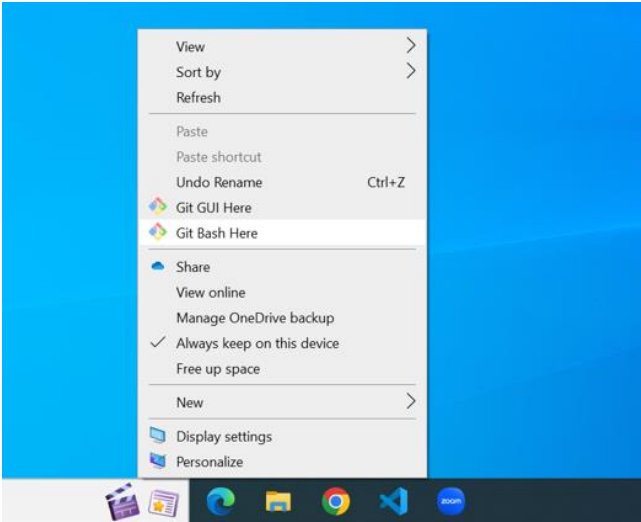 View
Sort by
Refresh
Paste
Paste shortcut
Undo Rename Ctrl+Z
Git GUI Here
Git Bash Here
Share
View online
Manage OneDrive backup
Always keep on this device
Free up space
New
Display settings
Personalize
zoom